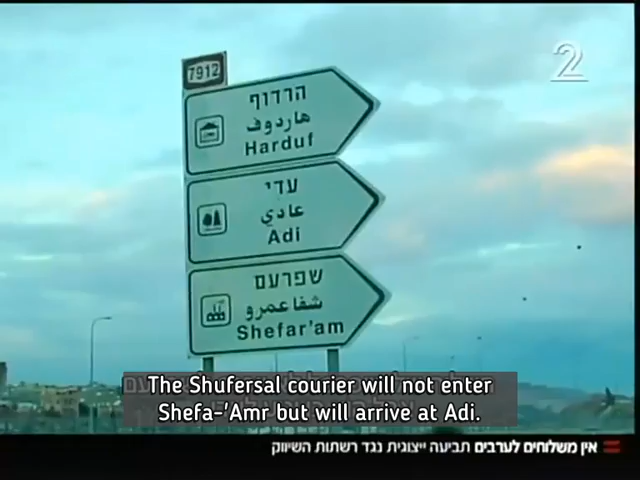 2
7912
הרדוף
هاردوف
Harduf
עדי
عادي
Adi
שפרעם
شفاعمرو
Shefar'am
The Shufersal courier will not enter
Shefa-'Amr but will arrive at Adi.
אין משלוחים לערבים תביעה ייצוגית נגד רשתות השיווק